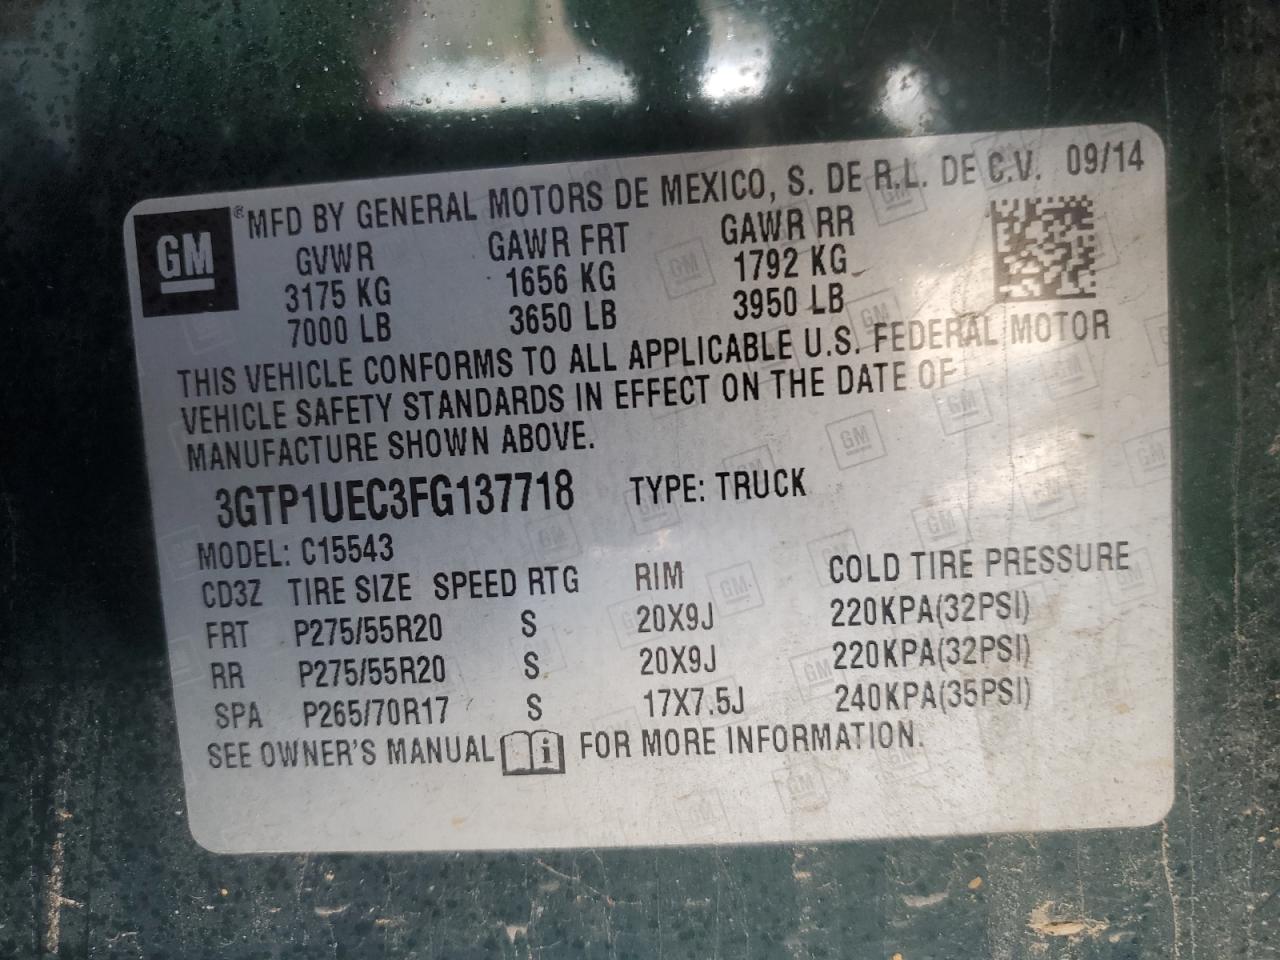 GM ® MFD BY GENERAL MOTORS DE MEXICO, S. DE R.L. DE C.V. 09/14
GVWR GAWR FRT GAWR RR
3175 KG 1656 KG 1792 KG
7000 LB 3650 LB 3950 LB
THIS VEHICLE CONFORMS TO ALL APPLICABLE U.S. FEDERAL MOTOR
VEHICLE SAFETY STANDARDS IN EFFECT ON THE DATE OF
MANUFACTURE SHOWN ABOVE.
3GTP1UEC3FG137718 TYPE: TRUCK
MODEL: C15543
CD3Z TIRE SIZE SPEED RTG RIM COLD TIRE PRESSURE
FRT P275/55R20 S 20X9J 220KPA(32PSI)
RR P275/55R20 S 20X9J 220KPA(32PSI)
SPA P265/70R17 S 17X7.5J 240KPA(35PSI)
SEE OWNER'S MANUAL i FOR MORE INFORMATION.